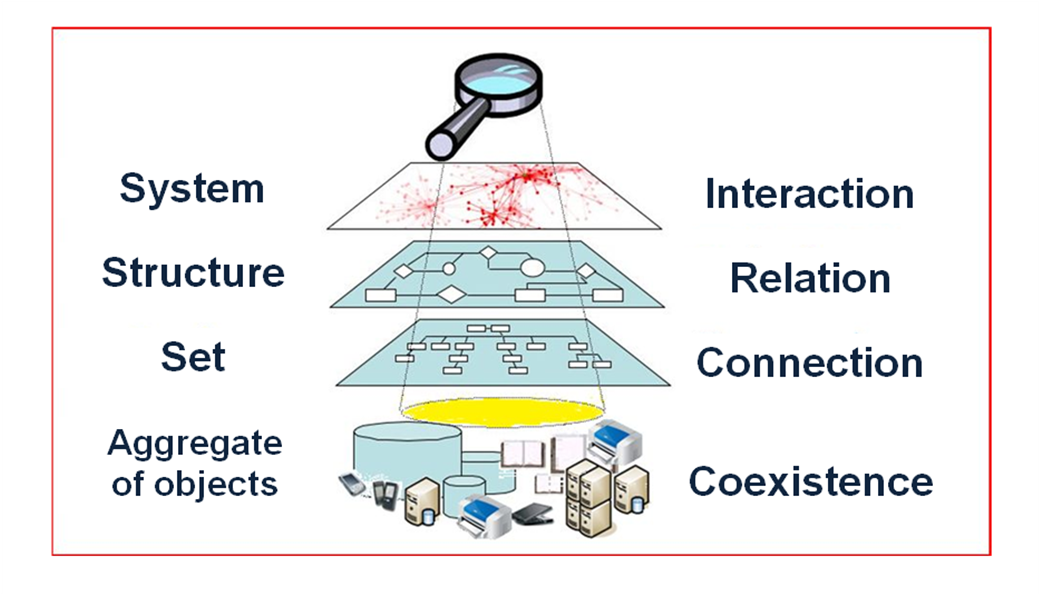 System
Interaction
Structure
Relation
Set
Connection
Aggregate
of objects
Coexistence